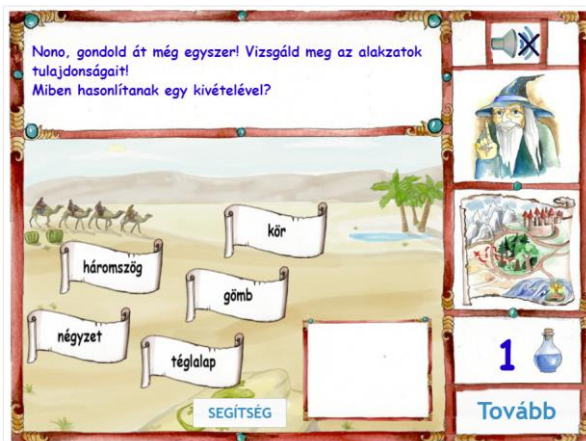 Nono, gondold át még egyszer! Vizsgáld meg az alakzatok
tulajdonságait!
Miben hasonlítanak egy kivételével?
kör
háromszög
gömb
négyzet
téglalap
SEGÍTSÉG
1
Tovább